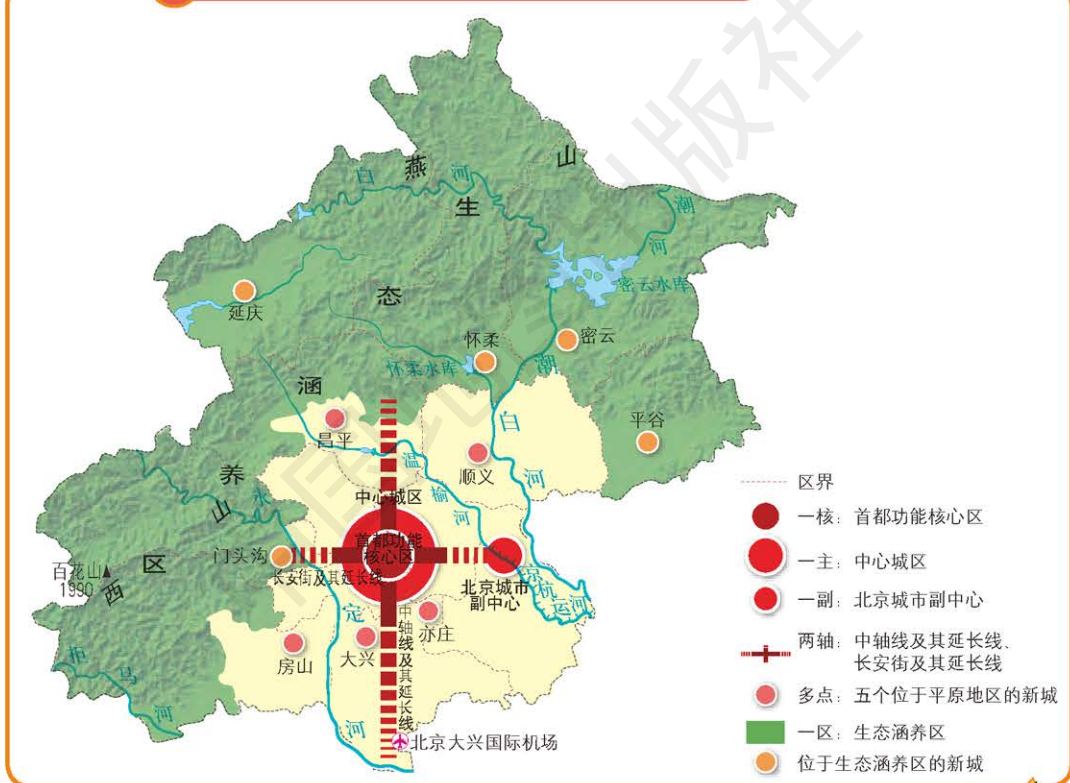 白
燕
河
山
生
潮
河
态
密云水库
延庆
怀柔
密云
怀柔水库
潮
白
河
涵
平谷
昌平
顺义
温
榆
河
养
永
山
中心城区
首都功能
核心区
门头沟
长安街及其延长线
北京城市
副中心
京
杭
运
河
百花山
1990
西
区
定
河
中轴线及其延长线
房山
大兴
亦庄
拒
马
河
北京大兴国际机场
区界
一核：首都功能核心区
一主：中心城区
一副：北京城市副中心
两轴：中轴线及其延长线、
长安街及其延长线
多点：五个位于平原地区的新城
一区：生态涵养区
位于生态涵养区的新城
版社